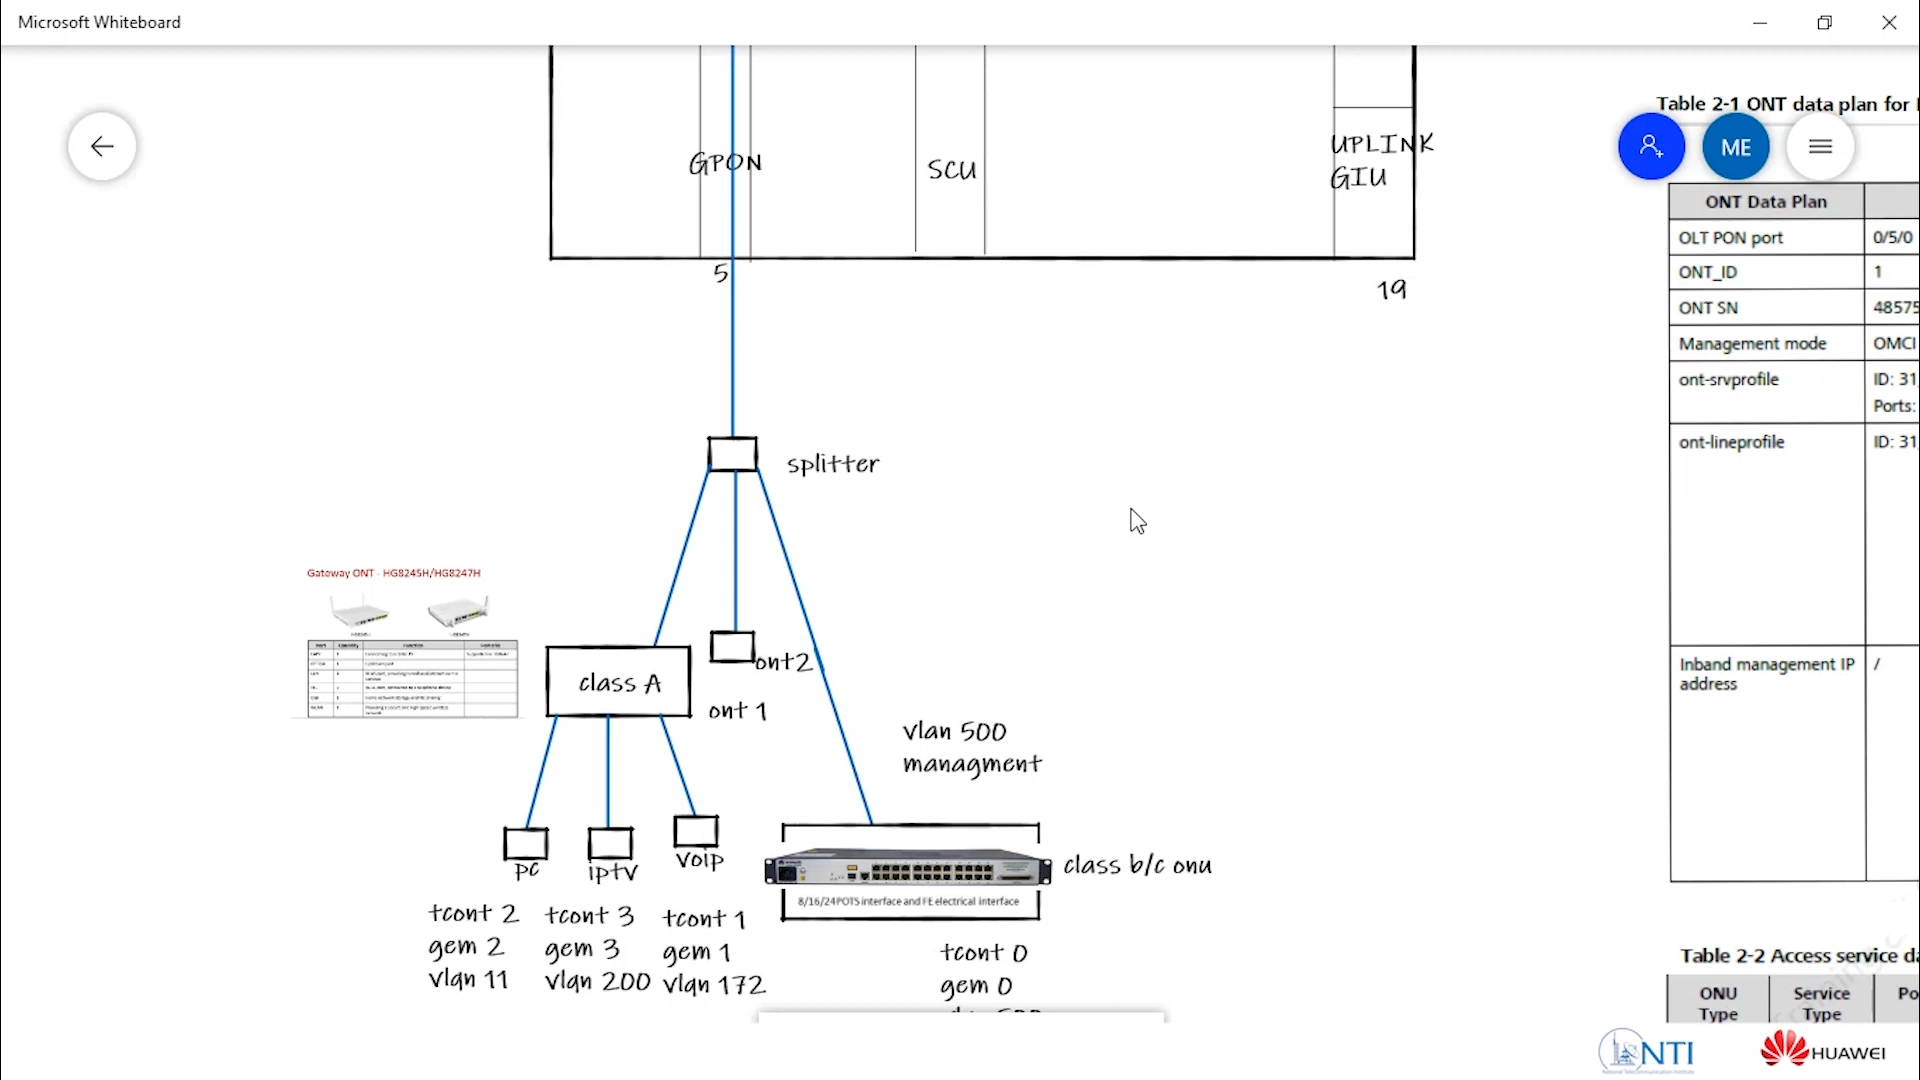 Microsoft Whiteboard
GPON
SCU
UPLINK
GIU
5
19
ME
Table 2-1 ONT data plan for
ONT Data Plan
OLT PON port 0/5/0
ONT_ID 1
ONT SN 48575
Management mode OMCI
ont-srvprofile ID: 31,
Ports:
ont-lineprofile ID: 31
Inband management IP /
address
splitter
Gateway ONT - HG8245H/HG8247H
class A
ont2
ont 1
vlan 500
managment
pc
iptv
voip
8/16/24POTS interface and FE electrical interface
class b/c onu
tcont 2
gem 2
vlan 11
tcont 3
gem 3
vlan 200
tcont 1
gem 1
vlan 172
tcont 0
gem 0
Table 2-2 Access service da
ONU
Type
Service
Type
Po
NTI
HUAWEI